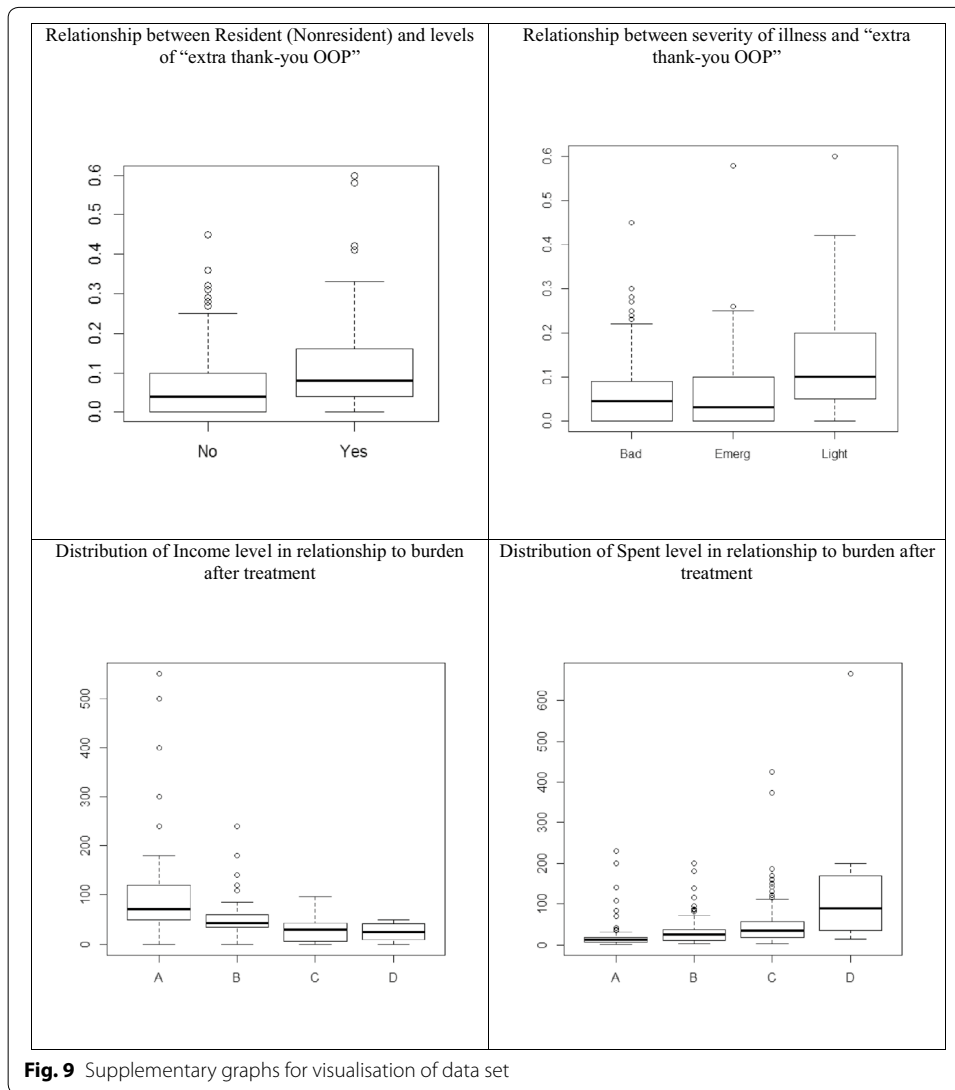 Relationship between Resident (Nonresident) and levels
of “extra thank-you OOP”
0.6
0.5
0.4
0.3
0.2
0.1
0.0
No Yes
Relationship between severity of illness and “extra
thank-you OOP”
0.6
0.4
0.3
0.2
0.1
0.0
Bad Emerg Light
Distribution of Income level in relationship to burden
after treatment
500
400
300
200
100
0
A B C D
Distribution of Spent level in relationship to burden after
treatment
600
500
400
300
200
100
0
A B C D
Fig. 9 Supplementary graphs for visualisation of data set